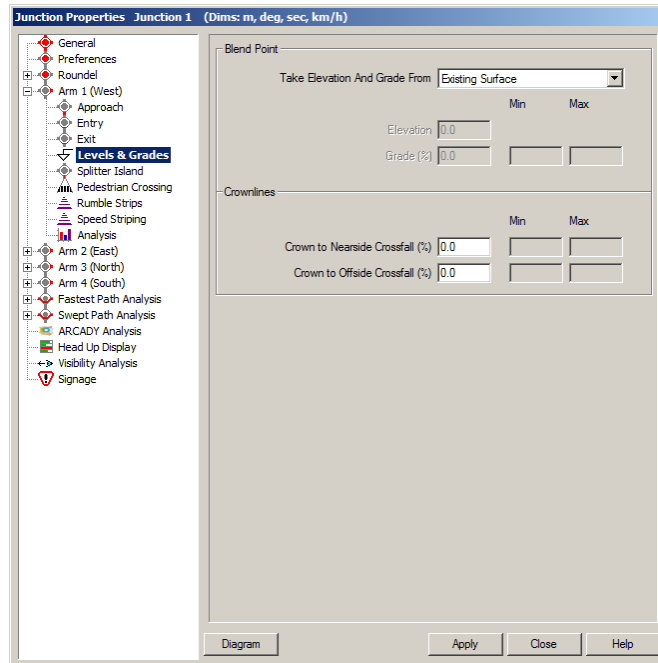 Junction Properties Junction 1 (Dims: m, deg, sec, km/h)
General
Preferences
Roundel
Arm 1 (West)
Approach
Entry
Exit
Levels & Grades
Splitter Island
Pedestrian Crossing
Rumble Strips
Speed Striping
Analysis
Arm 2 (East)
Arm 3 (North)
Arm 4 (South)
Fastest Path Analysis
Swept Path Analysis
ARCADY Analysis
Head Up Display
Visibility Analysis
Signage
Blend Point
Take Elevation And Grade From Existing Surface
Min Max
Elevation 0.0
Grade (%) 0.0
Crownlines
Min Max
Crown to Nearside Crossfall (%) 0.0
Crown to Offside Crossfall (%) 0.0
Diagram Apply Close Help